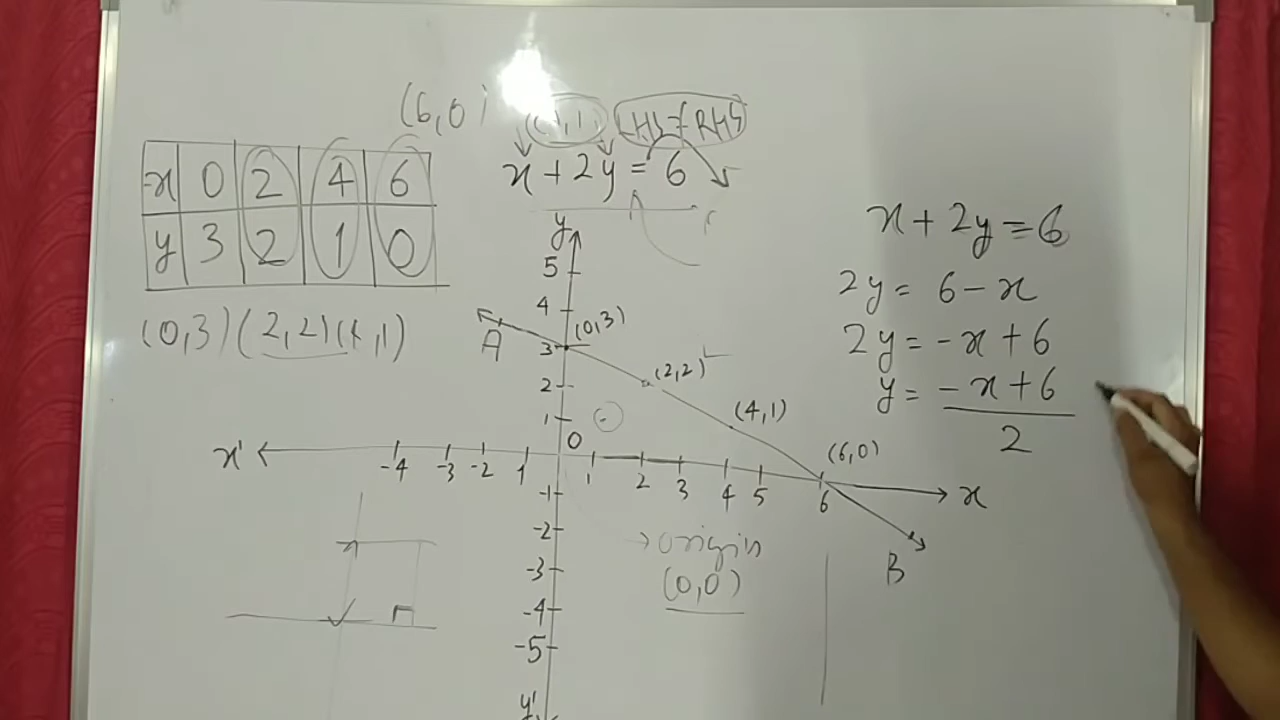 (6,0)
LHS ≠ RHS
x + 2y = 6
x 0 2 4 6
y 3 2 1 0
(0,3) (2,2) (4,1)
y
5
4
3
2
1
0
(0,3)
(2,2)
(4,1)
(6,0)
A
B
x'
-4 -3 -2 1 1 2 3 4 5 6
x
-1
-2
-3
-4
-5
y'
→ origin
(0,0)
x + 2y = 6
2y = 6 - x
2y = -x + 6
y = -x + 6
2